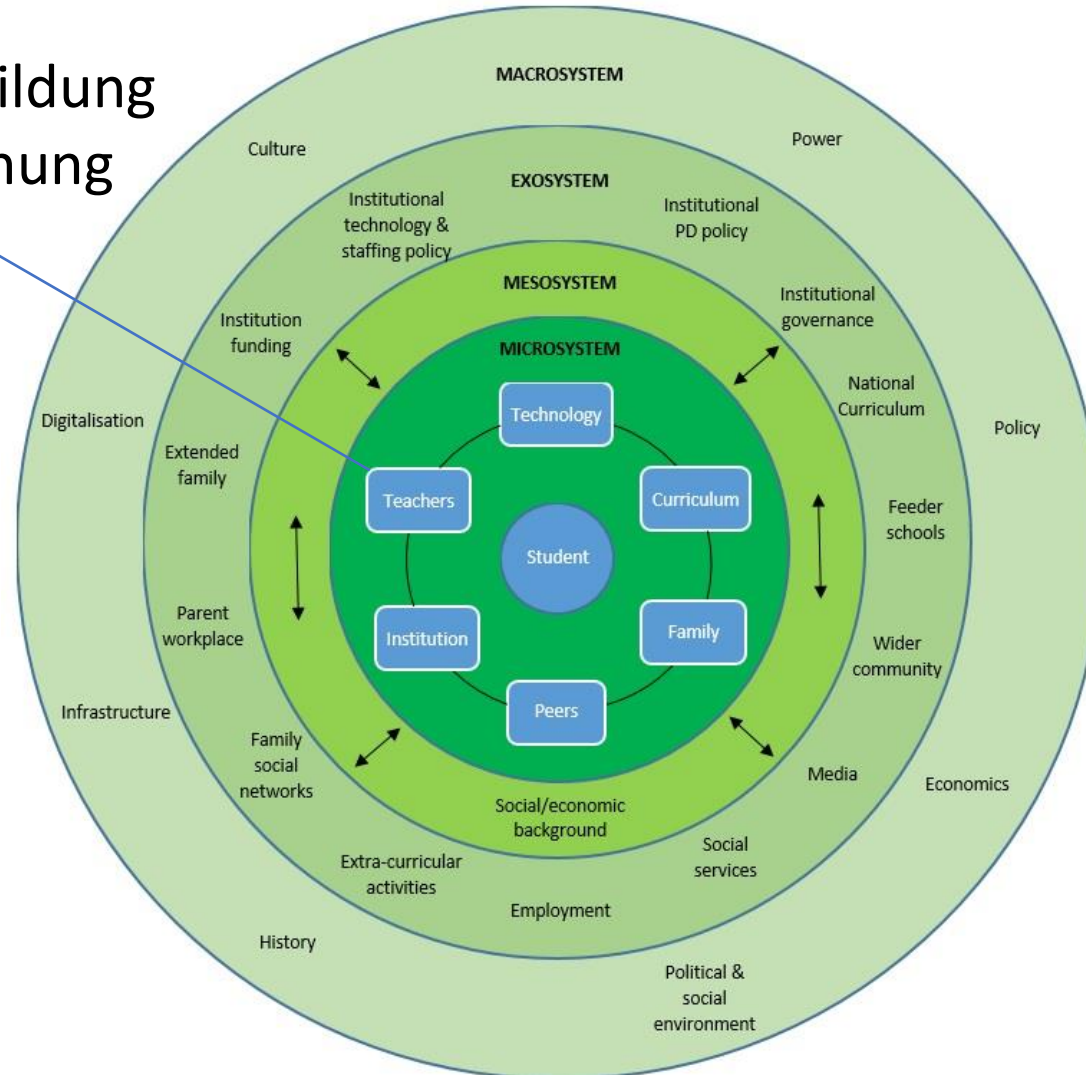 MACROSYSTEM
Culture
Power
EXOSYSTEM
Institutional
technology &
staffing policy
Institutional
PD policy
MESOSYSTEM
Institution
funding
Institutional
governance
MICROSYSTEM
National
Curriculum
Technology
Digitalisation
Policy
Extended
family
Teachers
Curriculum
Feeder
schools
Student
Parent
workplace
Institution
Family
Wider
community
Infrastructure
Peers
Family
social
networks
Media
Economics
Social/economic
background
Social
services
Extra-curricular
activities
Employment
History
Political &
social
environment